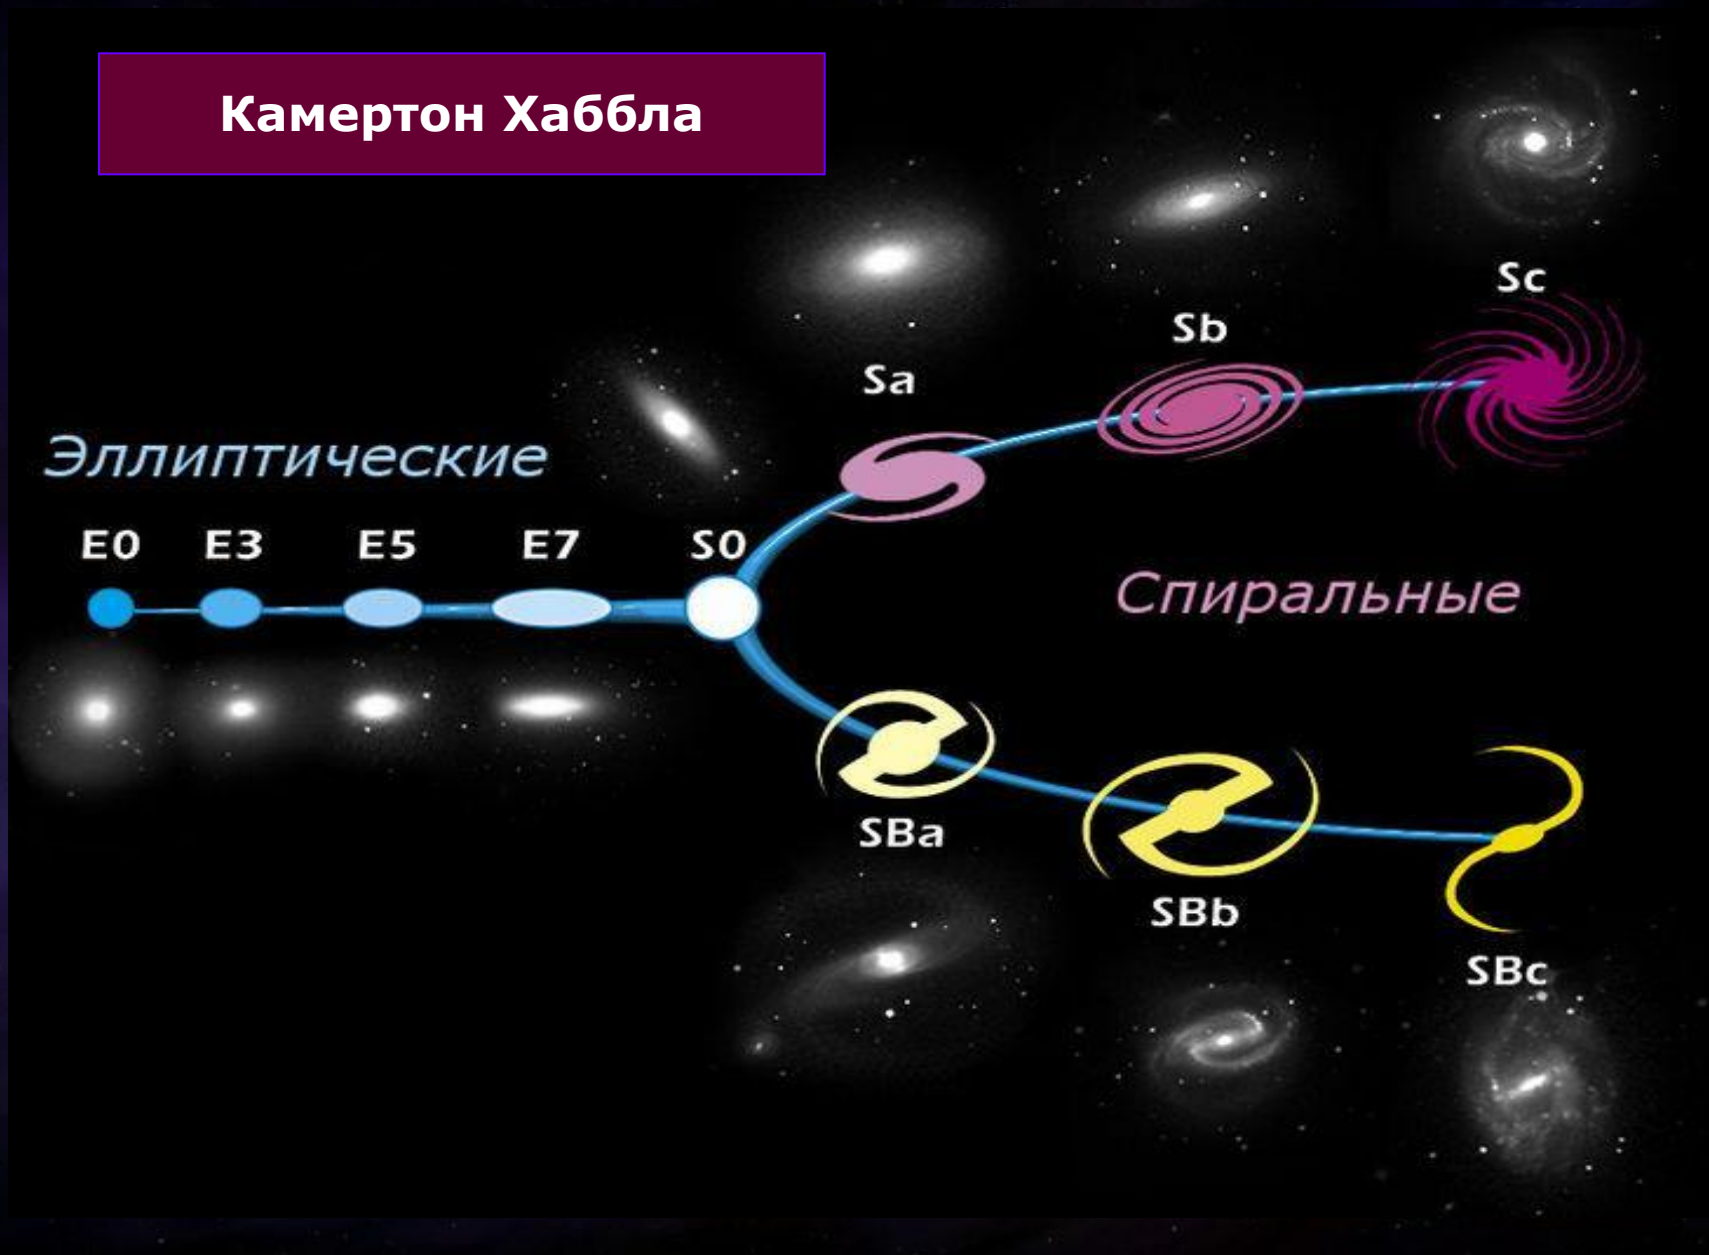 Камертон Хаббла
Sc
Sb
Sa
Эллиптические
E0 E3 E5 E7 S0
Спиральные
SBa
SBb
SBc